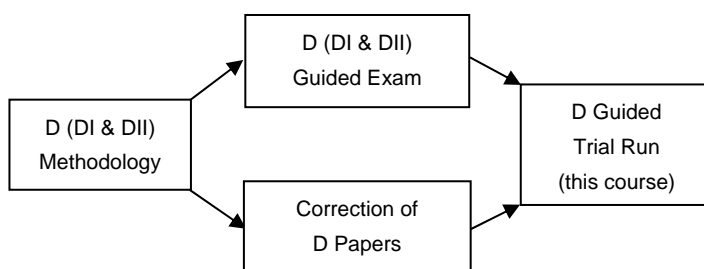 D (DI & DII)
Methodology
D (DI & DII)
Guided Exam
Correction of
D Papers
D Guided
Trial Run
(this course)